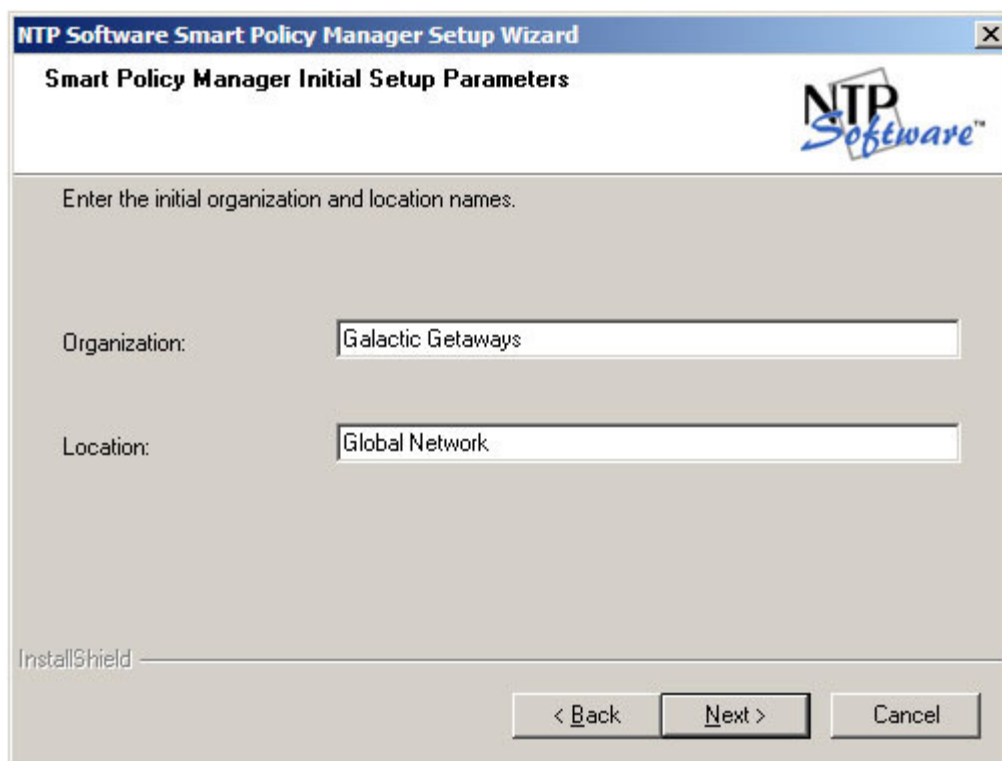 NTP Software Smart Policy Manager Setup Wizard
Smart Policy Manager Initial Setup Parameters
NTP
Software™
Enter the initial organization and location names.
Organization:
Galactic Getaways
Location:
Global Network
InstallShield
< Back
Next >
Cancel